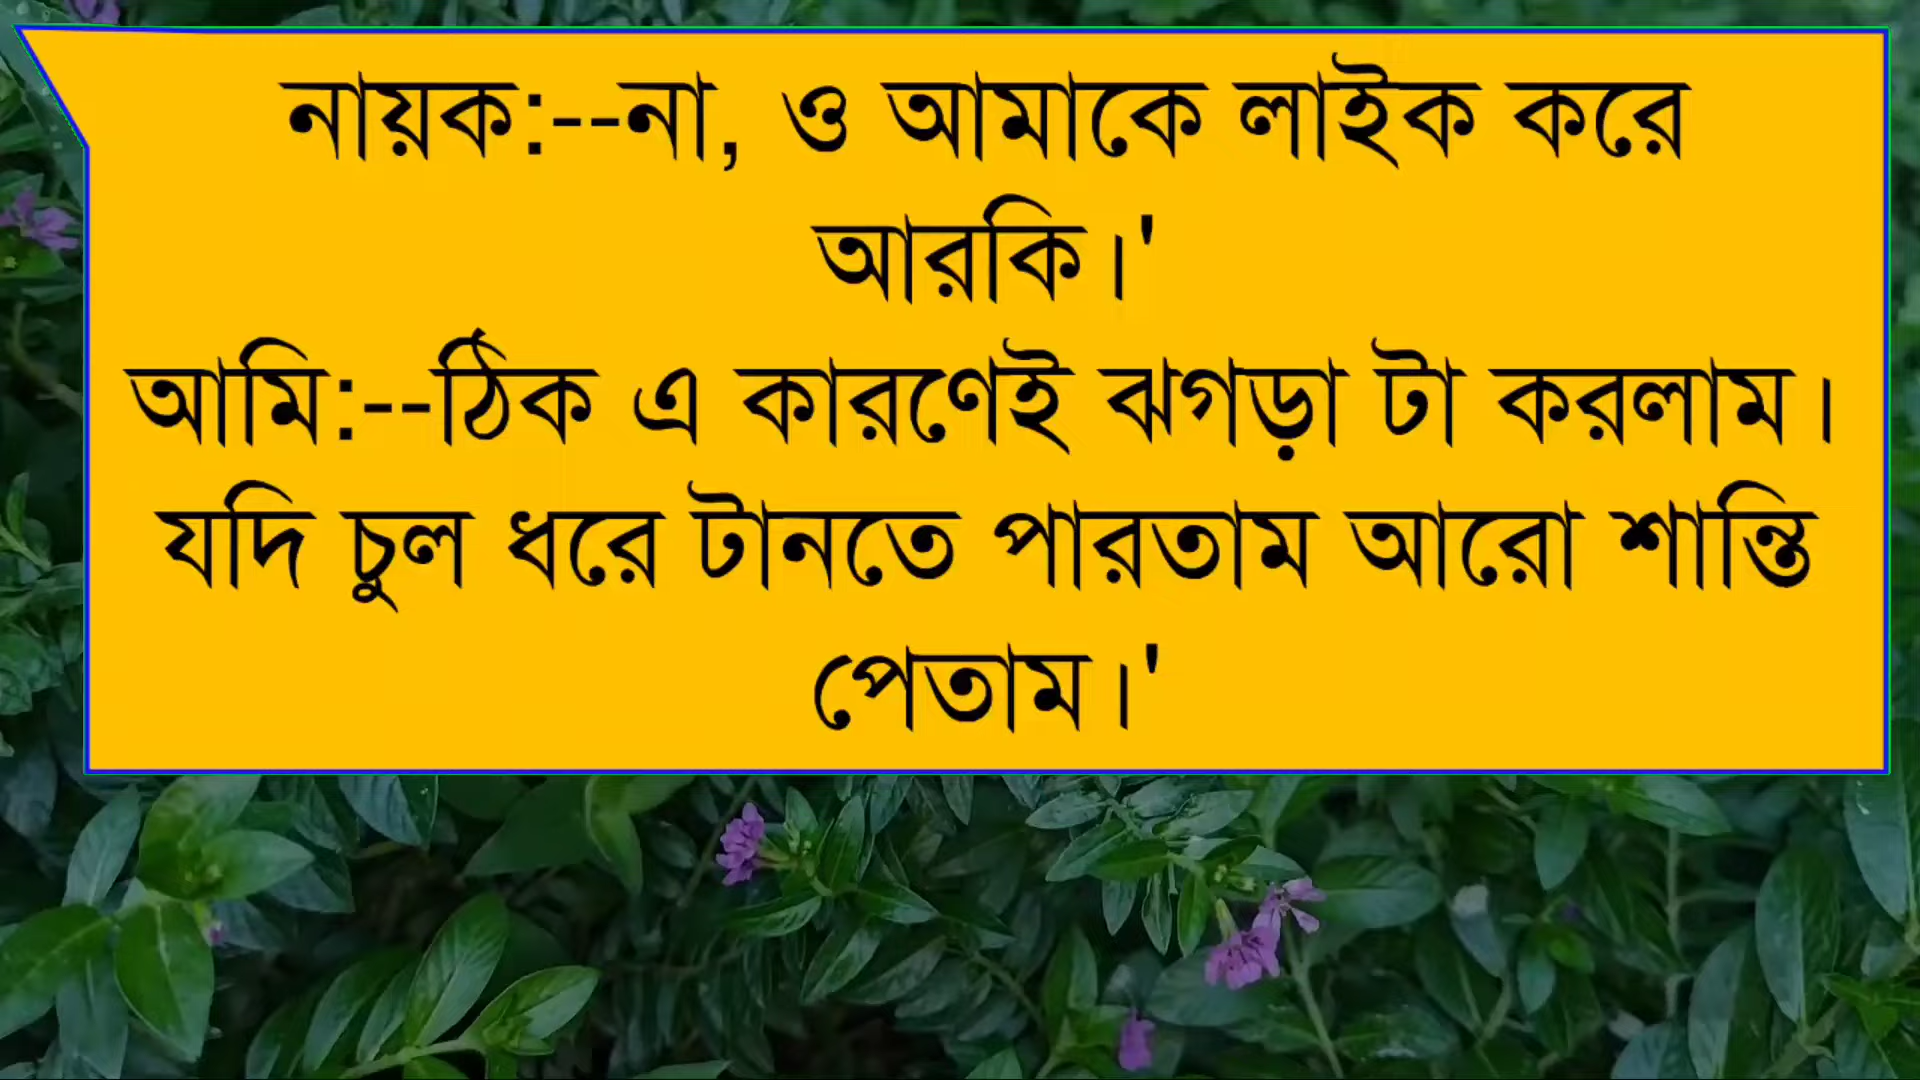 নায়ক:--না, ও আমাকে লাইক করে
আরকি।'
আমি:--ঠিক এ কারণেই ঝগড়া টা করলাম।
যদি চুল ধরে টানতে পারতাম আরো শান্তি
পেতাম।'